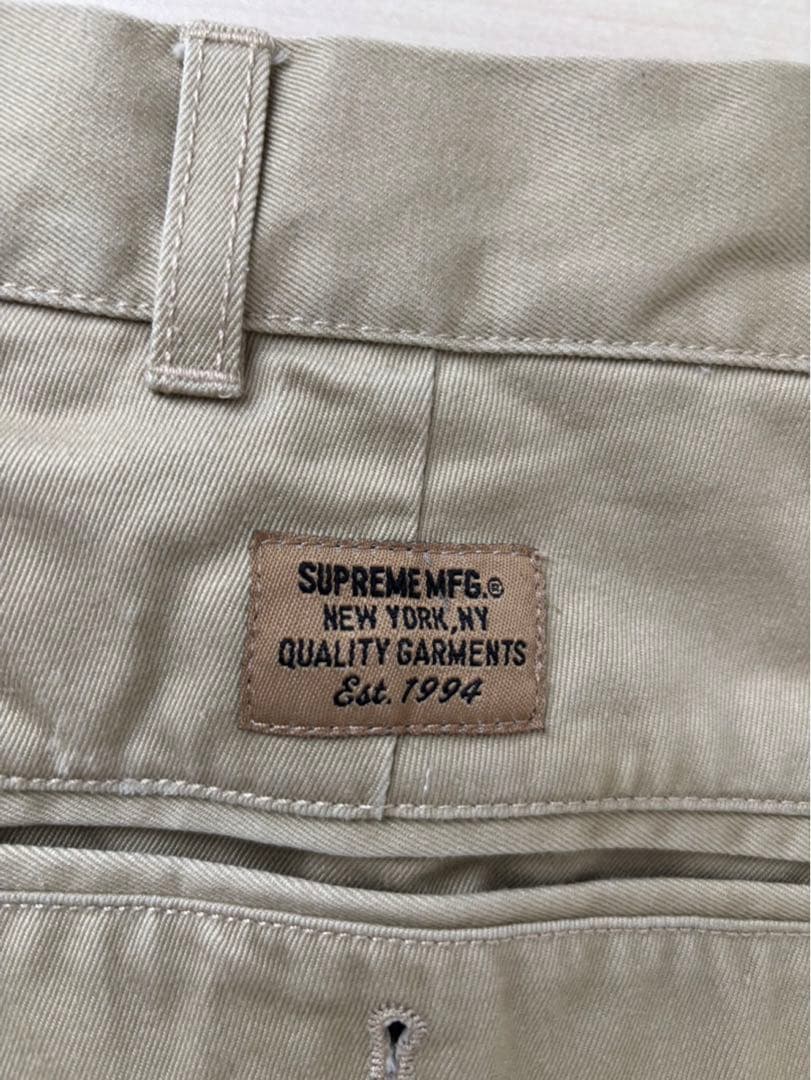 SUPREME MFG.®
NEW YORK, NY
QUALITY GARMENTS
Est. 1994